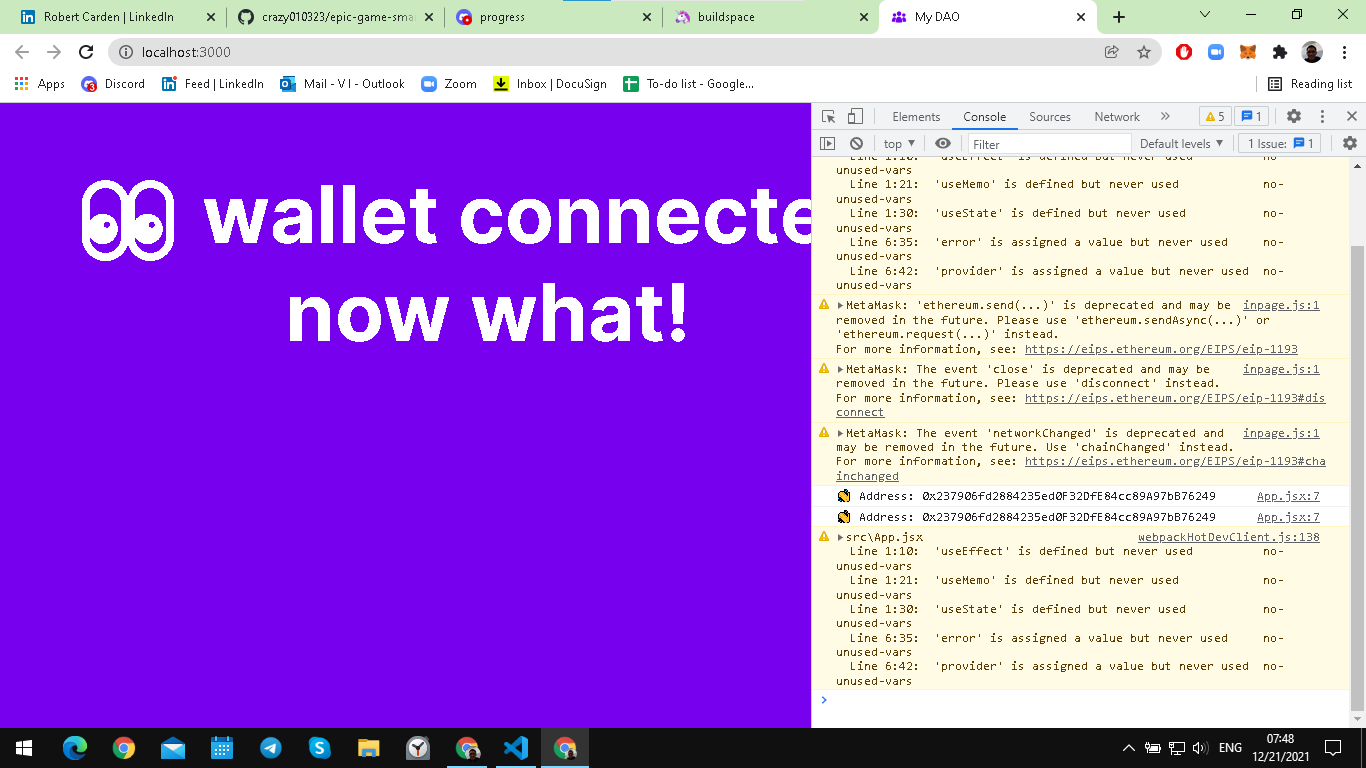 Robert Carden | LinkedIn
crazy010323/epic-game-sma
progress
buildspace
My DAO
localhost:3000
Apps
Discord
Feed | LinkedIn
Mail - V I - Outlook
Zoom
Inbox | DocuSign
To-do list - Google...
Reading list
👀 wallet connecte
now what!
Elements
Console
Sources
Network
5
1
top ▼
Filter
Default levels ▼
1 Issue:
1
Line 1:10:  'useEffect' is defined but never used  no-
unused-vars
Line 1:21:  'useMemo' is defined but never used  no-
unused-vars
Line 1:30:  'useState' is defined but never used  no-
unused-vars
Line 6:35:  'error' is assigned a value but never used  no-
unused-vars
Line 6:42:  'provider' is assigned a value but never used  no-
unused-vars
MetaMask: 'ethereum.send(...)' is deprecated and may be  inpage.js:1
removed in the future. Please use 'ethereum.sendAsync(...)' or
'ethereum.request(...)' instead.
For more information, see: https://eips.ethereum.org/EIPS/eip-1193
MetaMask: The event 'close' is deprecated and may be  inpage.js:1
removed in the future. Please use 'disconnect' instead.
For more information, see: https://eips.ethereum.org/EIPS/eip-1193#dis
connect
MetaMask: The event 'networkChanged' is deprecated and  inpage.js:1
may be removed in the future. Use 'chainChanged' instead.
For more information, see: https://eips.ethereum.org/EIPS/eip-1193#cha
inchanged
👋 Address: 0x237906fd2884235ed0F32DfE84cc89A97bB76249  App.jsx:7
👋 Address: 0x237906fd2884235ed0F32DfE84cc89A97bB76249  App.jsx:7
src\App.jsx  webpackHotDevClient.js:138
Line 1:10:  'useEffect' is defined but never used  no-
unused-vars
Line 1:21:  'useMemo' is defined but never used  no-
unused-vars
Line 1:30:  'useState' is defined but never used  no-
unused-vars
Line 6:35:  'error' is assigned a value but never used  no-
unused-vars
Line 6:42:  'provider' is assigned a value but never used  no-
unused-vars
ENG
07:48
12/21/2021